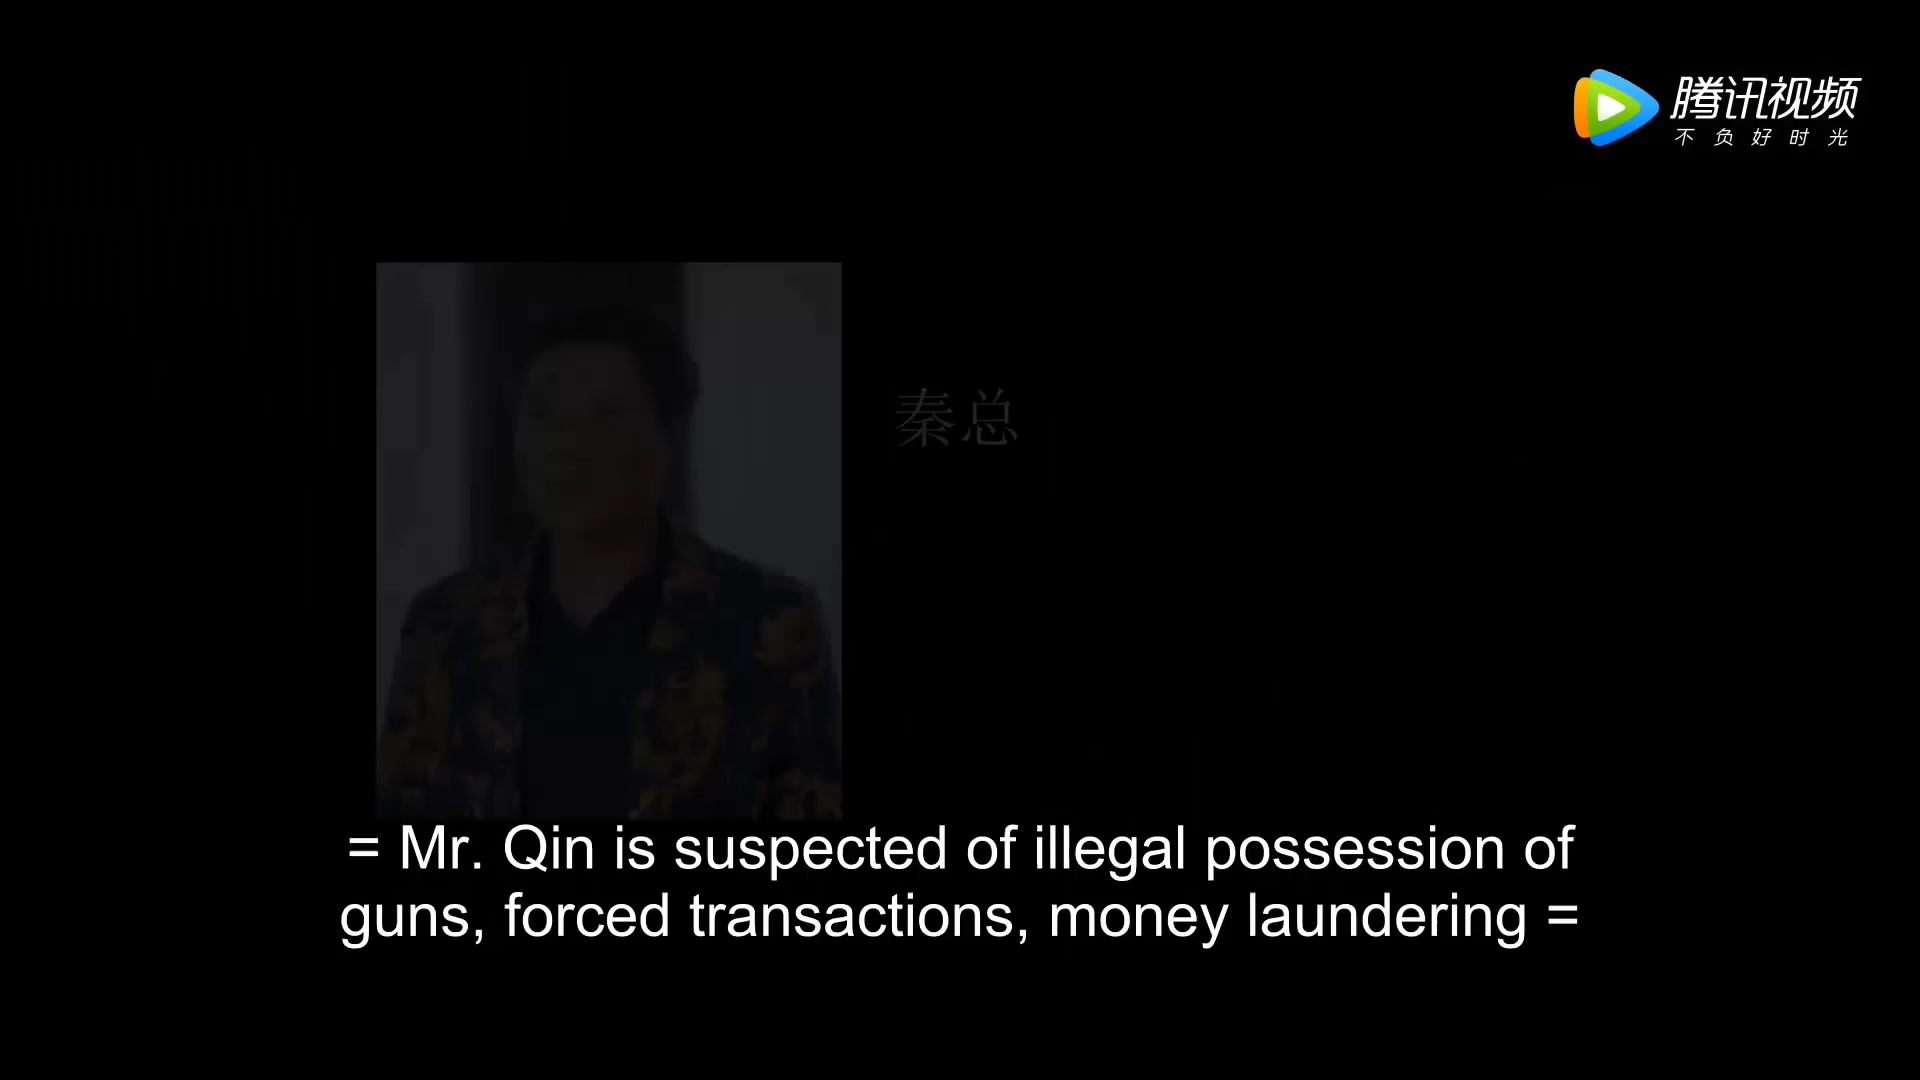 腾讯视频
不负好时光
秦总
= Mr. Qin is suspected of illegal possession of
guns, forced transactions, money laundering =